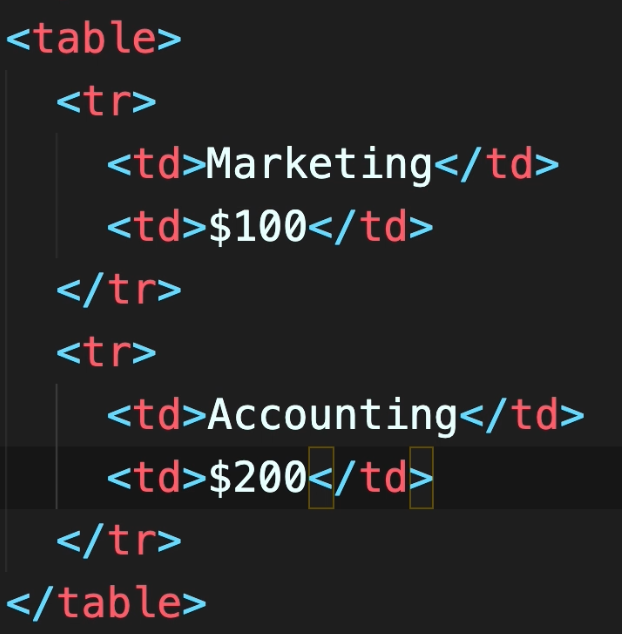 <table>
  <tr>
    <td>Marketing</td>
    <td>$100</td>
  </tr>
  <tr>
    <td>Accounting</td>
    <td>$200</td>
  </tr>
</table>